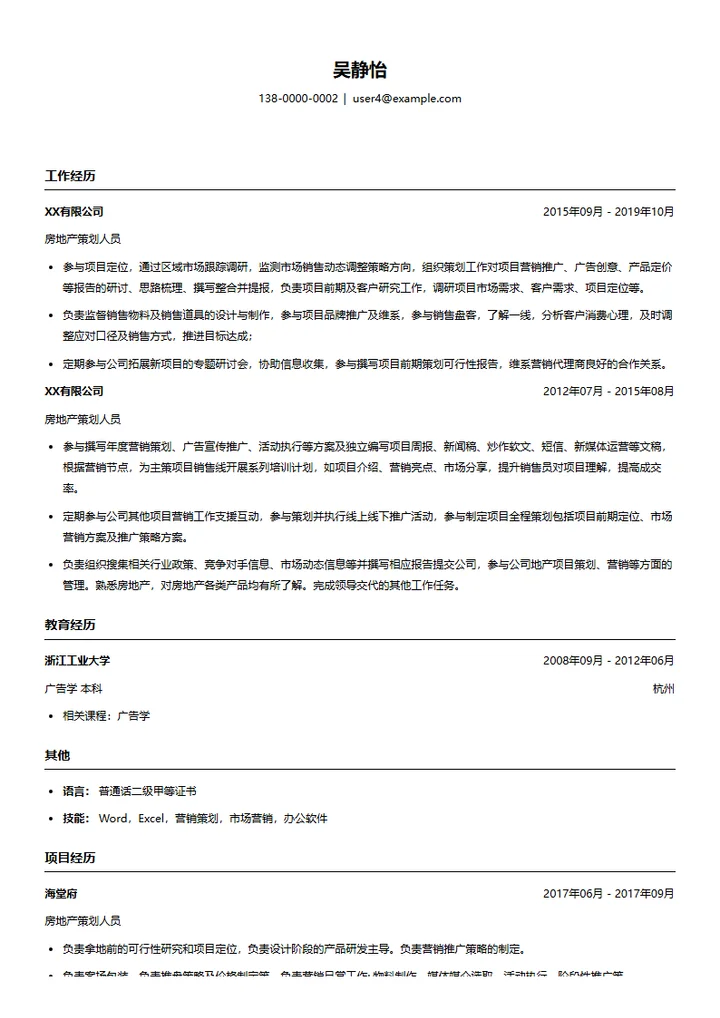 吴静怡
138-0000-0002 | user4@example.com
工作经历
XX有限公司 2015年09月 - 2019年10月
房地产策划人员
• 参与项目定位，通过区域市场跟踪调研，监测市场销售动态调整策略方向，组织策划工作对项目营销推广、广告创意、产品定价
等报告的研讨、思路梳理、撰写整合并提报，负责项目前期及客户研究工作，调研项目市场需求、客户需求、项目定位等。
• 负责监督销售物料及销售道具的设计与制作，参与项目品牌推广及维系，参与销售盘客，了解一线，分析客户消费心理，及时调
整应对口径及销售方式，推进目标达成；
• 定期参与公司拓展新项目的专题研讨会，协助信息收集，参与撰写项目前期策划可行性报告，维系营销代理商良好的合作关系。
XX有限公司 2012年07月 - 2015年08月
房地产策划人员
• 参与撰写年度营销策划、广告宣传推广、活动执行等方案及独立编写项目周报、新闻稿、炒作软文、短信、新媒体运营等文稿，
根据营销节点，为主策项目销售线开展系列培训计划，如项目介绍、营销亮点、市场分享，提升销售员对项目理解，提高成交
率。
• 定期参与公司其他项目营销工作支援互动，参与策划并执行线上线下推广活动，参与制定项目全程策划包括项目前期定位、市场
营销方案及推广策略方案。
• 负责组织搜集相关行业政策、竞争对手信息、市场动态信息等并撰写相应报告提交公司，参与公司地产项目策划、营销等方面的
管理。熟悉房地产，对房地产各类产品均有所了解。完成领导交代的其他工作任务。
教育经历
浙江工业大学 2008年09月 - 2012年06月
广告学 本科 杭州
• 相关课程：广告学
其他
• 语言： 普通话二级甲等证书
• 技能： Word，Excel，营销策划，市场营销，办公软件
项目经历
海堂府 2017年06月 - 2017年09月
房地产策划人员
• 负责拿地前的可行性研究和项目定位，负责设计阶段的产品研发主导。负责营销推广策略的制定。